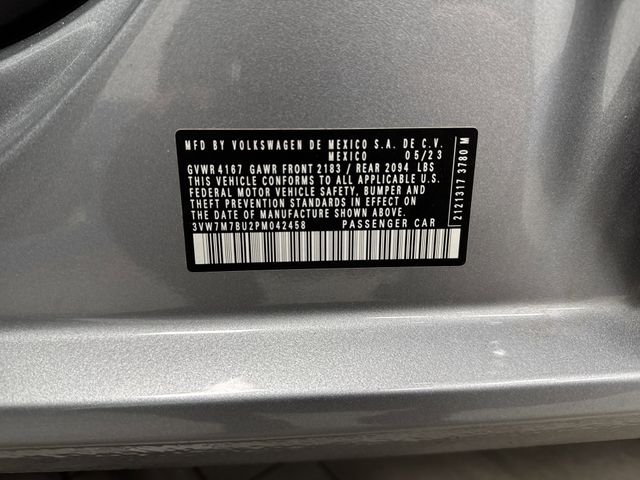 MFD BY VOLKSWAGEN DE MEXICO S.A. DE C.V.
MEXICO 05/23
GVWR 4167 GAWR FRONT 2183 / REAR 2094 LBS
THIS VEHICLE CONFORMS TO ALL APPLICABLE U.S.
FEDERAL MOTOR VEHICLE SAFETY, BUMPER AND
THEFT PREVENTION STANDARDS IN EFFECT ON
THE DATE OF MANUFACTURE SHOWN ABOVE.
3VW7M7BU2PM042458 PASSENGER CAR
2121317 3780 M